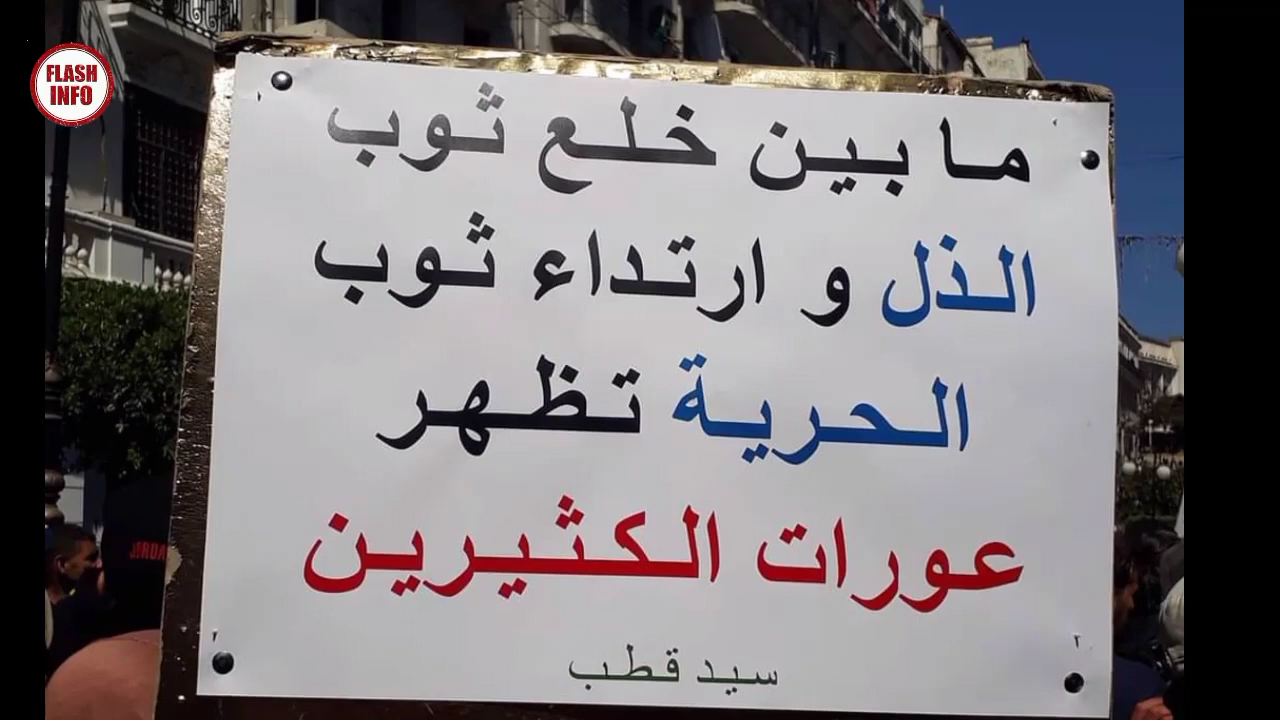 FLASH
INFO
ما بين خلع ثوب
الذل و ارتداء ثوب
الحرية تظهر
عورات الكثيرين
سيد قطب